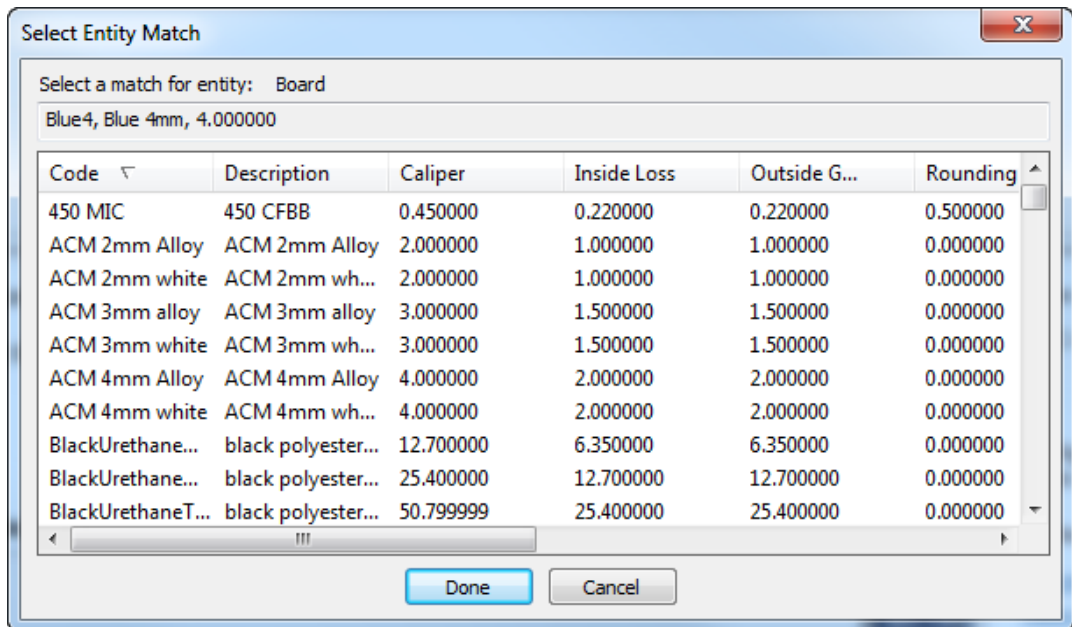 Select Entity Match
Select a match for entity: Board
Blue4, Blue 4mm, 4.000000
Code Description Caliper Inside Loss Outside G... Rounding
450 MIC 450 CFBB 0.450000 0.220000 0.220000 0.500000
ACM 2mm Alloy ACM 2mm Alloy 2.000000 1.000000 1.000000 0.000000
ACM 2mm white ACM 2mm wh... 2.000000 1.000000 1.000000 0.000000
ACM 3mm alloy ACM 3mm alloy 3.000000 1.500000 1.500000 0.000000
ACM 3mm white ACM 3mm wh... 3.000000 1.500000 1.500000 0.000000
ACM 4mm Alloy ACM 4mm Alloy 4.000000 2.000000 2.000000 0.000000
ACM 4mm white ACM 4mm wh... 4.000000 2.000000 2.000000 0.000000
BlackUrethane... black polyester... 12.700000 6.350000 6.350000 0.000000
BlackUrethane... black polyester... 25.400000 12.700000 12.700000 0.000000
BlackUrethaneT... black polyester... 50.799999 25.400000 25.400000 0.000000
Done Cancel